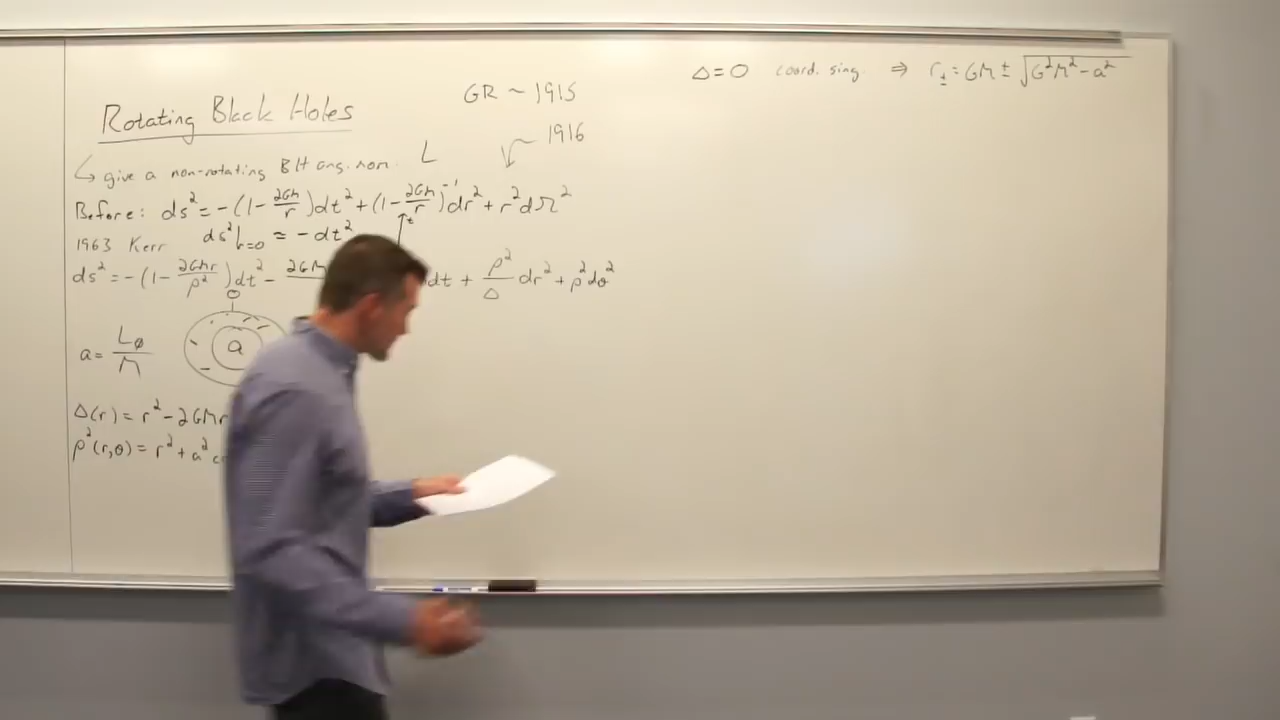 Rotating Black Holes
GR ~ 1915
1916
↳ give a non-rotating BH ang. mom. L
Before: ds² = -(1 - 2GM/r)dt² + (1 - 2GM/r)⁻¹dr² + r²dΩ²
1963 Kerr ds²|ᵣ₌₀ ≈ -dt²
ds² = -(1 - 2GMr/ρ²)dt² - 2GM dt + ρ²/Δ dr² + ρ²dθ²
a = L_ø/M
a
Δ(r) = r² - 2GMr
ρ²(r,θ) = r² + a²
Δ=0 coord. sing. ⇒ r± = GM ± √(G²M² - a²)